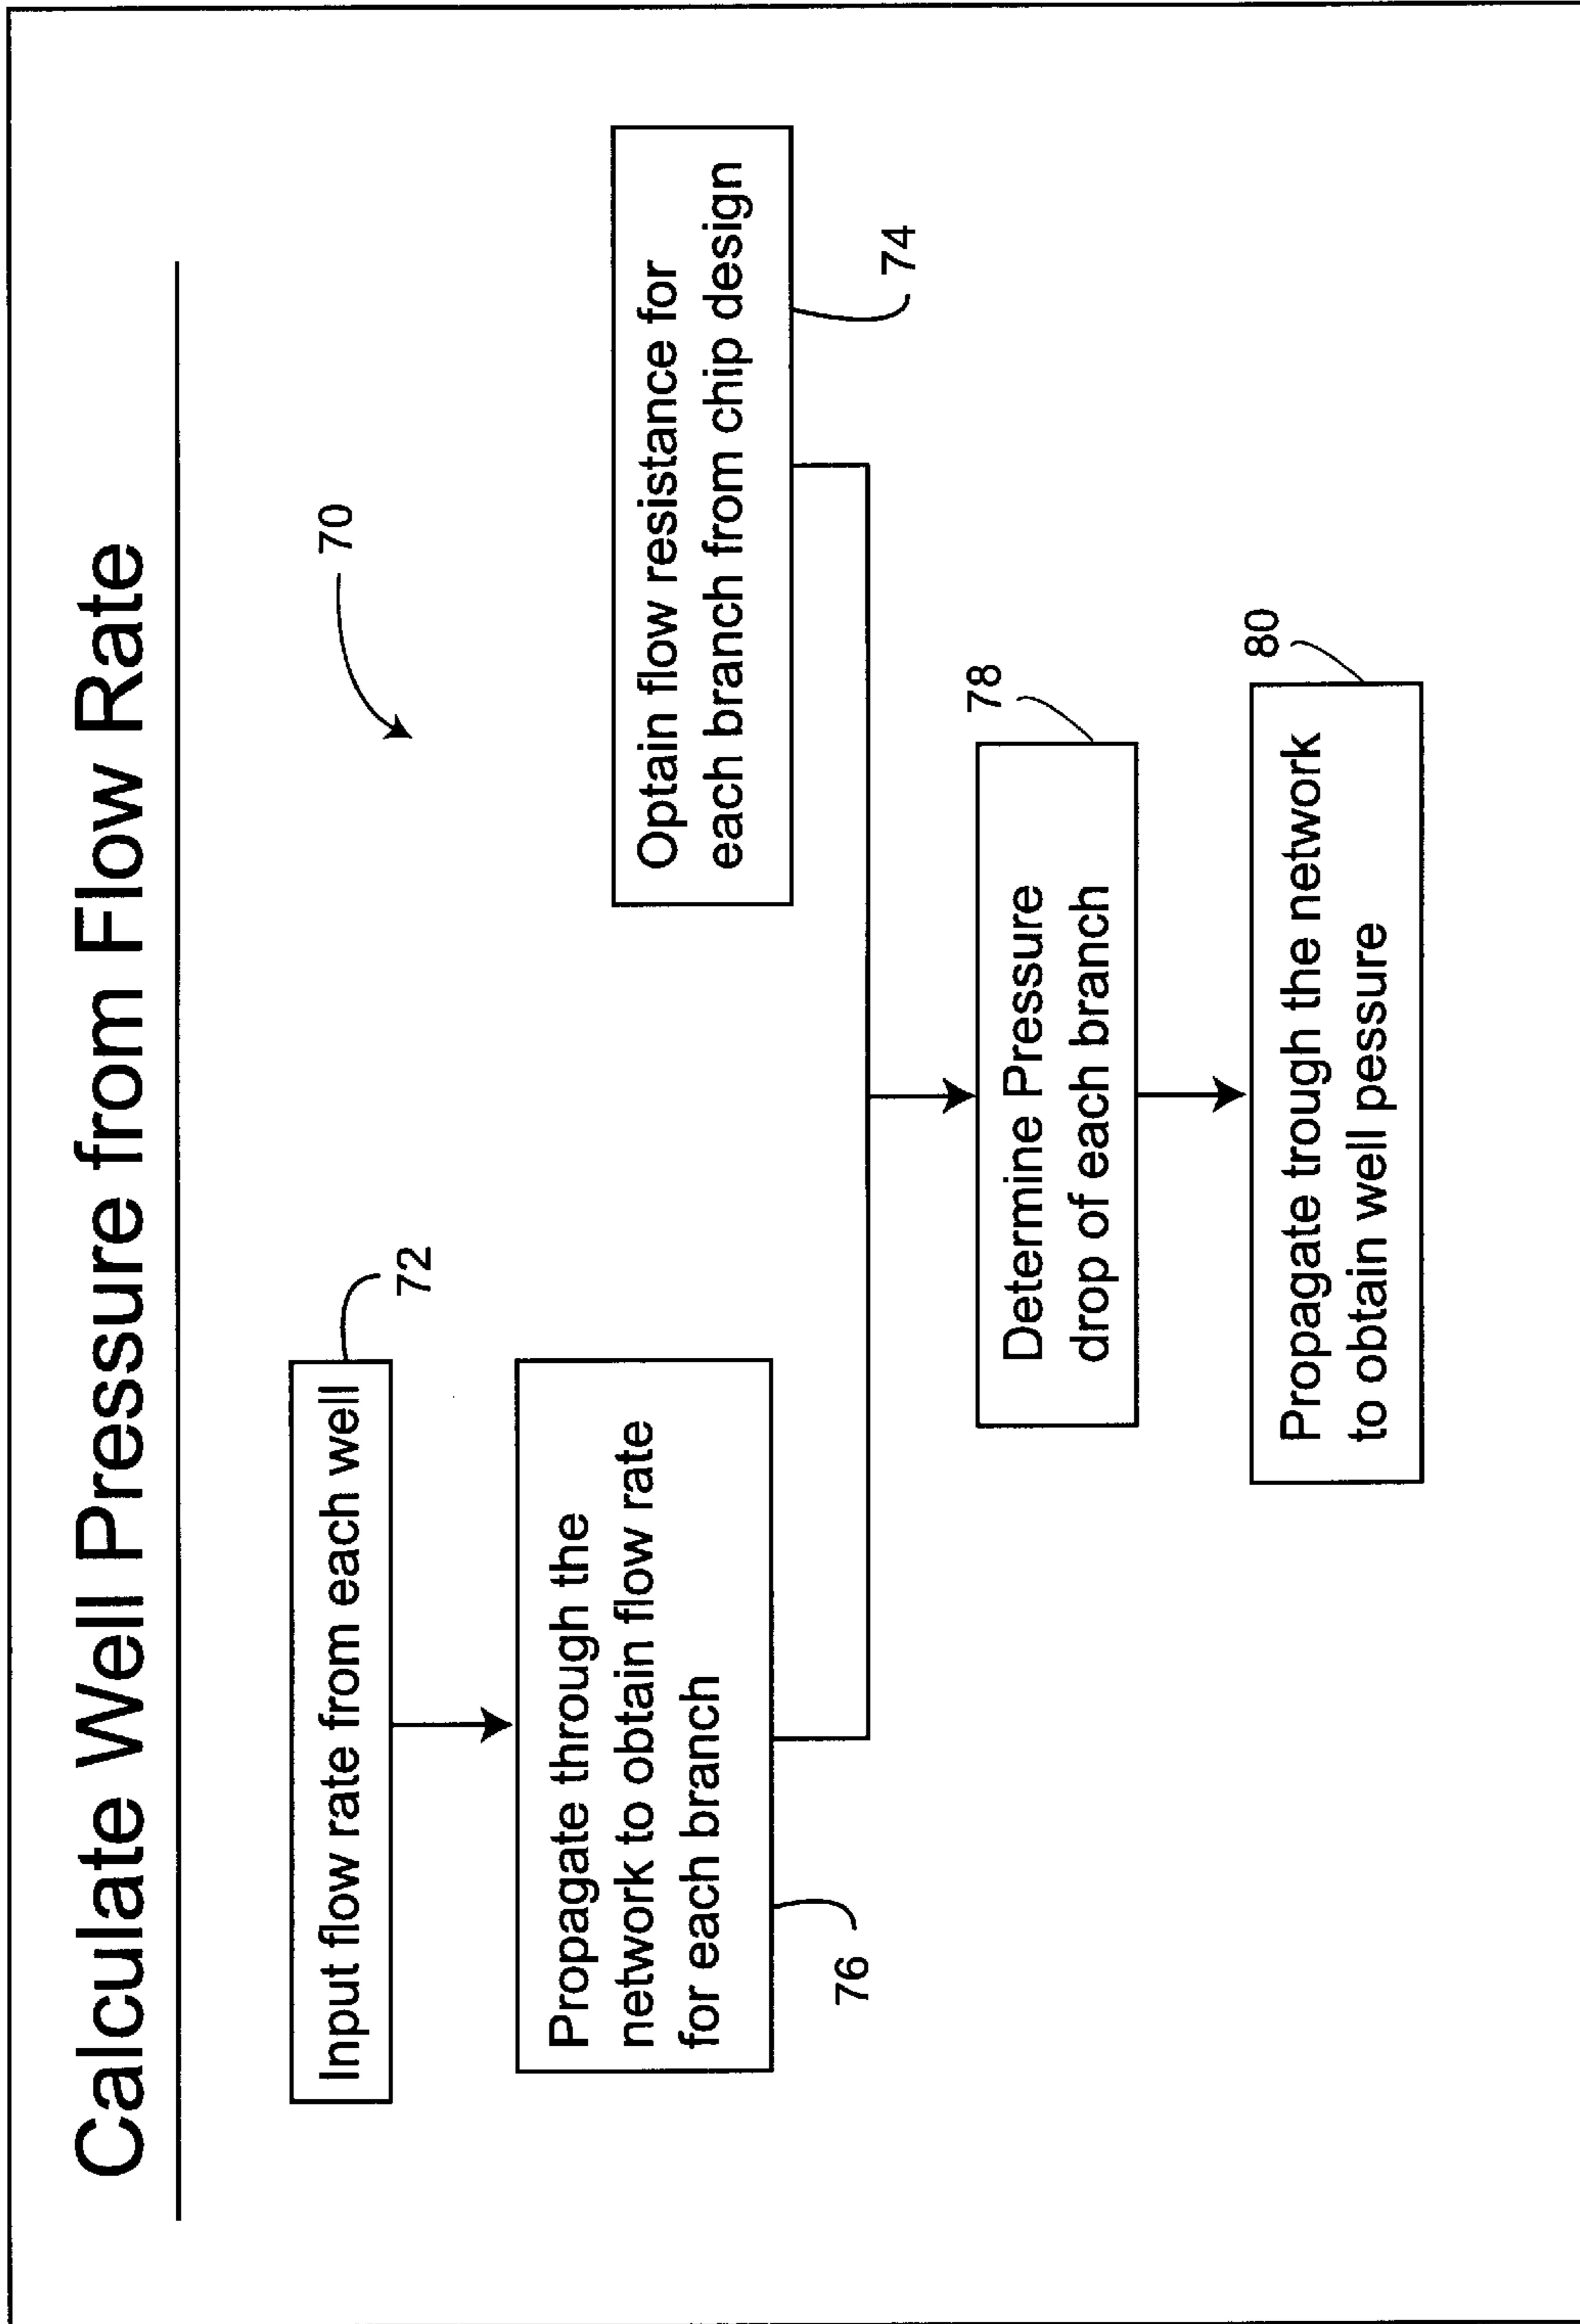 Calculate Well Pressure from Flow Rate
70
Input flow rate from each well
72
Propagate through the
network to obtain flow rate
for each branch
76
Optain flow resistance for
each branch from chip design
74
Determine Pressure
drop of each branch
78
Propagate trough the network
to obtain well pessure
80